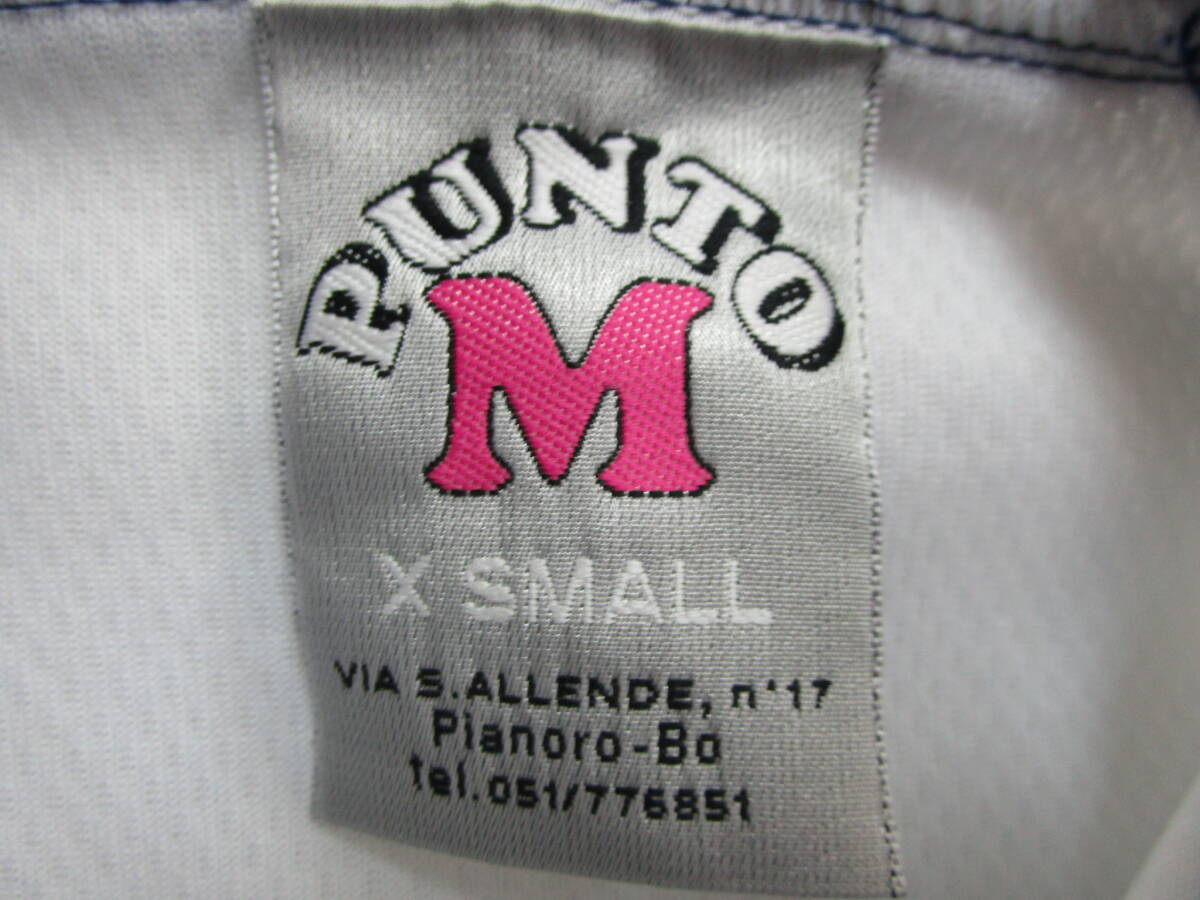 PUNTO
M
X SMALL
VIA S.ALLENDE, n°17
Pianoro-Bo
tel.051/776851